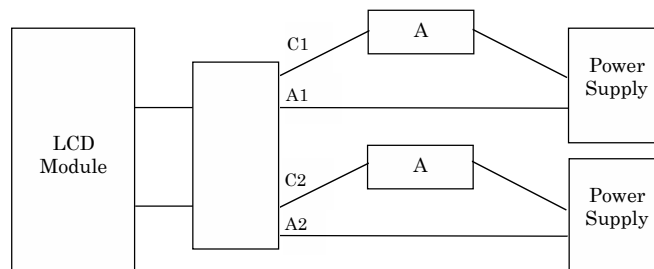 C1
A
A1
Power
Supply
LCD
Module
C2
A
A2
Power
Supply